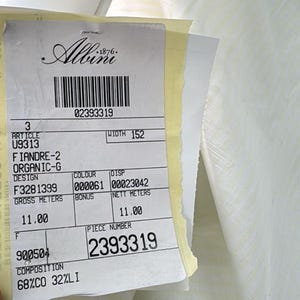 Albini
·1876·
02393319
3
ARTICLE WIDTH 152
U9313
FIANDRE-2
ORGANIC-G
DESIGN COLOUR DISP
F3281399 000061 00023042
GROSS METERS BONUS NETT METERS
11.00 11.00
F PIECE NUMBER
900504 2393319
COMPOSITION
68%CO 32%LI